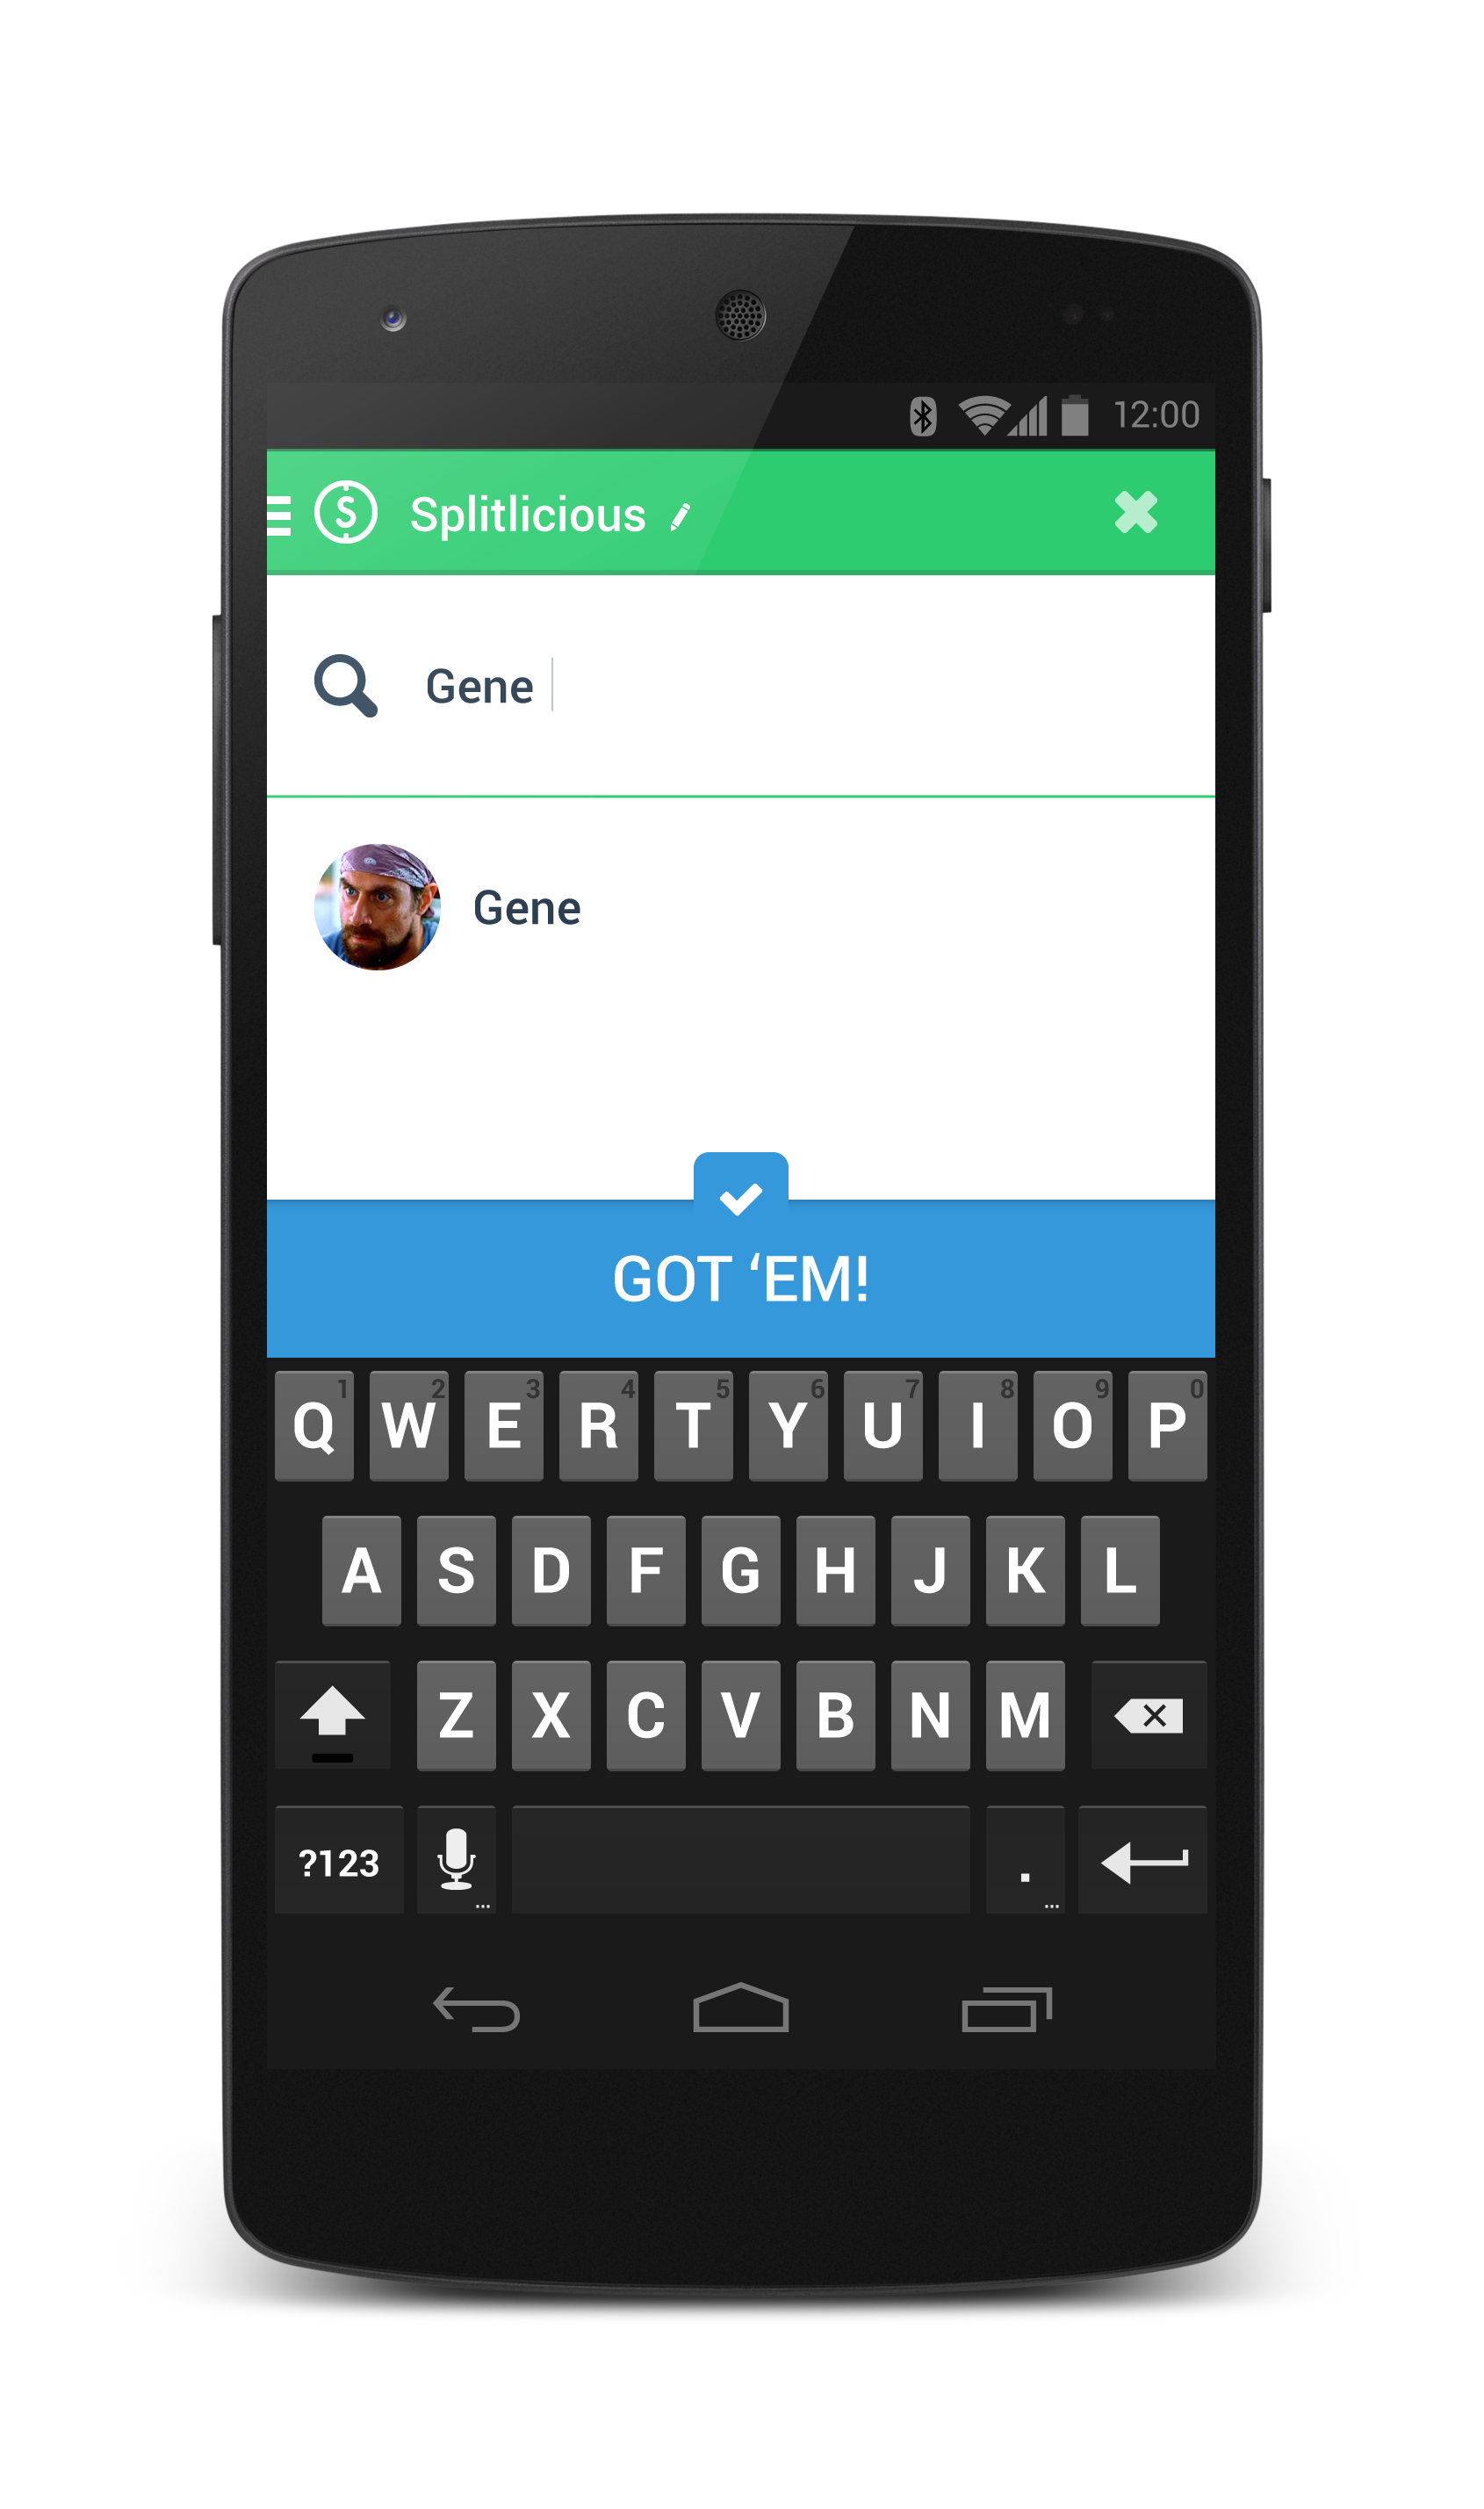 12:00
S Splitlicious
Gene
Gene
GOT ‘EM!
1 2 3 4 5 6 7 8 9 0
Q W E R T Y U I O P
A S D F G H J K L
Z X C V B N M
?123 ... . ...